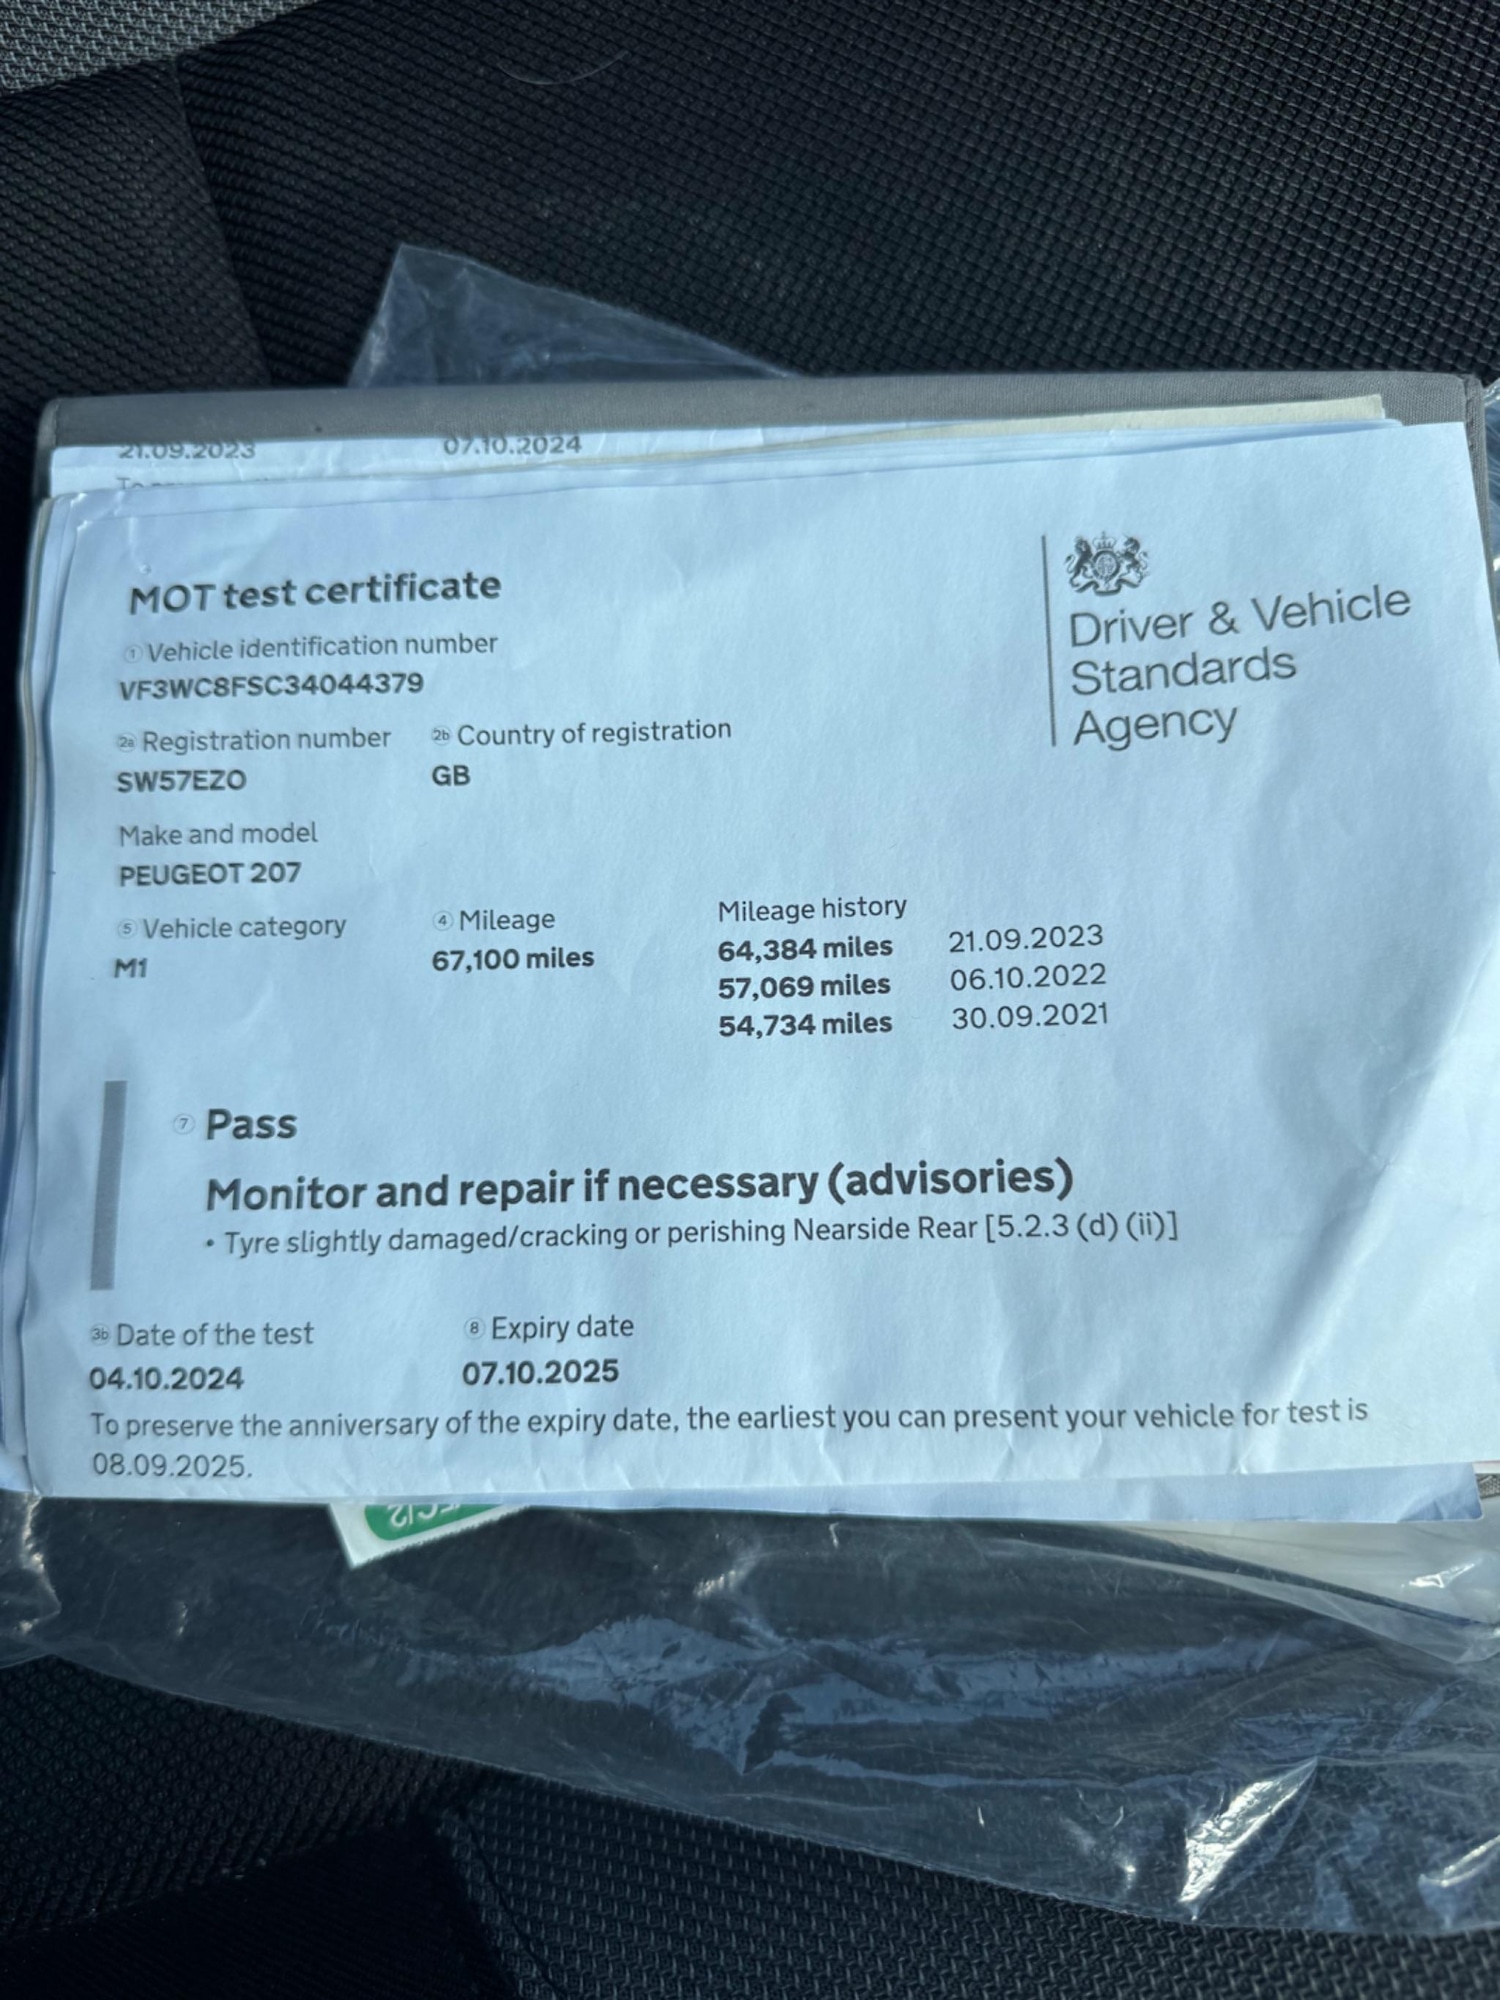 21.09.2023 07.10.2024
To
MOT test certificate
Driver & Vehicle
Standards
Agency
1 Vehicle identification number
VF3WC8FSC34044379
2a Registration number 2b Country of registration
SW57EZO GB
Make and model
PEUGEOT 207
5 Vehicle category 4 Mileage Mileage history
M1 67,100 miles 64,384 miles 21.09.2023
57,069 miles 06.10.2022
54,734 miles 30.09.2021
7 Pass
Monitor and repair if necessary (advisories)
• Tyre slightly damaged/cracking or perishing Nearside Rear [5.2.3 (d) (ii)]
3b Date of the test 8 Expiry date
04.10.2024 07.10.2025
To preserve the anniversary of the expiry date, the earliest you can present your vehicle for test is
08.09.2025.